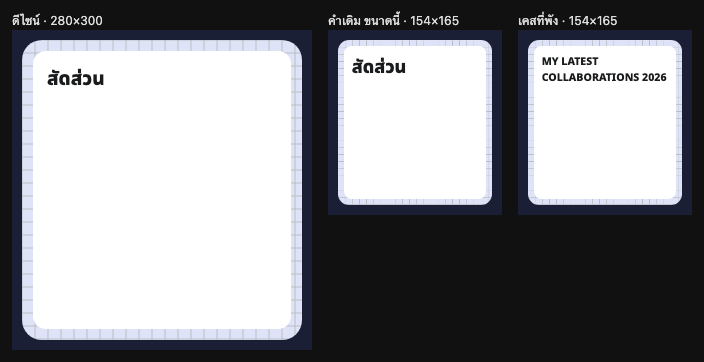 ดีไซน์ · 280×300
สัดส่วน
คำเดิม ขนาดนี้ · 154×165
สัดส่วน
เคสที่พัง · 154×165
MY LATEST
COLLABORATIONS 2026